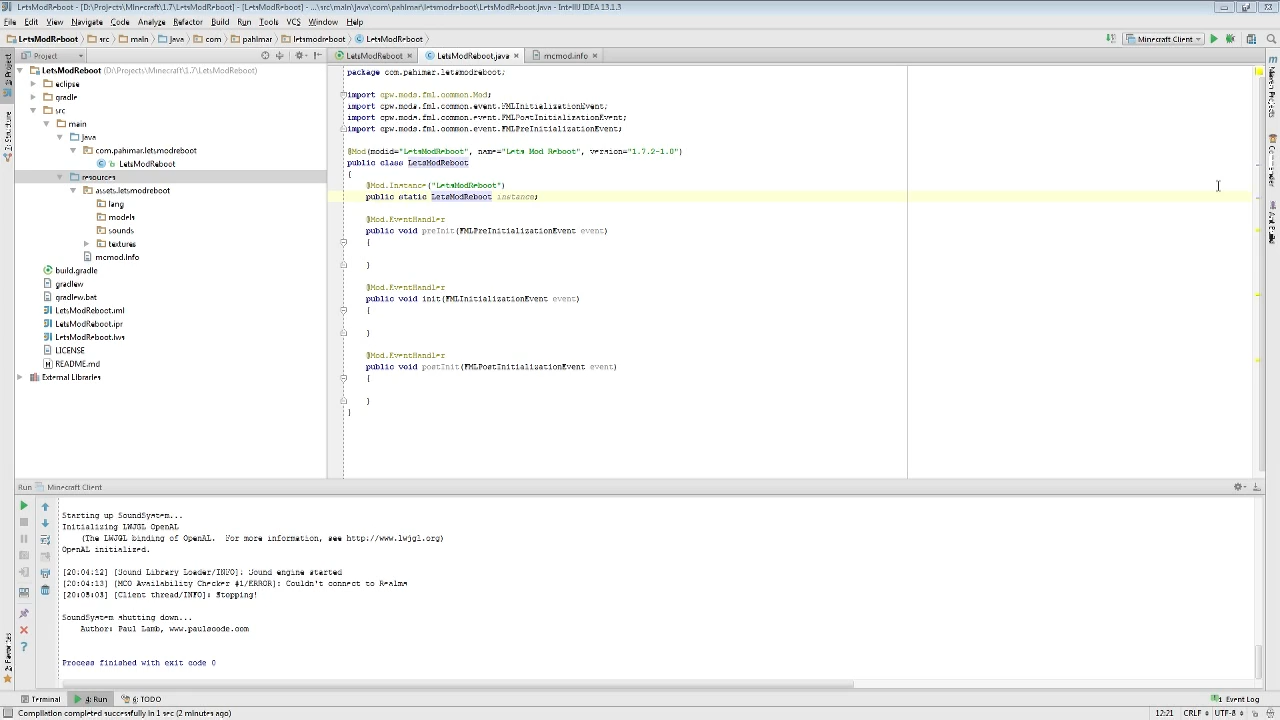 LetsModReboot - [D:\Projects\Minecraft\1.7\LetsModReboot] - [LetsModReboot] - ...\src\main\java\com\pahimar\letsmodreboot\LetsModReboot.java - IntelliJ IDEA 13.1.3
File Edit View Navigate Code Analyze Refactor Build Run Tools VCS Window Help
LetsModReboot src main java com pahimar letsmodreboot LetsModReboot Minecraft Client
Project LetsModReboot LetsModReboot.java mcmod.info
LetsModReboot (D:\Projects\Minecraft\1.7\LetsModReboot)
eclipse
gradle
src
main
java
com.pahimar.letsmodreboot
LetsModReboot
resources
assets.letsmodreboot
lang
models
sounds
textures
mcmod.info
build.gradle
gradlew
gradlew.bat
LetsModReboot.iml
LetsModReboot.ipr
LetsModReboot.iws
LICENSE
README.md
External Libraries
package com.pahimar.letsmodreboot;
import cpw.mods.fml.common.Mod;
import cpw.mods.fml.common.event.FMLInitializationEvent;
import cpw.mods.fml.common.event.FMLPostInitializationEvent;
import cpw.mods.fml.common.event.FMLPreInitializationEvent;
@Mod(modid="LetsModReboot", name="Lets Mod Reboot", version="1.7.2-1.0")
public class LetsModReboot
{
@Mod.Instance("LetsModReboot")
public static LetsModReboot instance;
@Mod.EventHandler
public void preInit(FMLPreInitializationEvent event)
{
}
@Mod.EventHandler
public void init(FMLInitializationEvent event)
{
}
@Mod.EventHandler
public void postInit(FMLPostInitializationEvent event)
{
}
}
1: Project
7: Structure
2: Favorites
Maven Projects
Commander
Ant Build
Run Minecraft Client
Starting up SoundSystem...
Initializing LWJGL OpenAL
(The LWJGL binding of OpenAL. For more information, see http://www.lwjgl.org)
OpenAL initialized.
[20:04:12] [Sound Library Loader/INFO]: Sound engine started
[20:04:13] [MCO Availability Checker #1/ERROR]: Couldn't connect to Realms
[20:05:03] [Client thread/INFO]: Stopping!
SoundSystem shutting down...
Author: Paul Lamb, www.paulscode.com
Process finished with exit code 0
Terminal 4: Run 6: TODO Event Log
Compilation completed successfully in 1 sec (2 minutes ago) 12:21 CRLF UTF-8